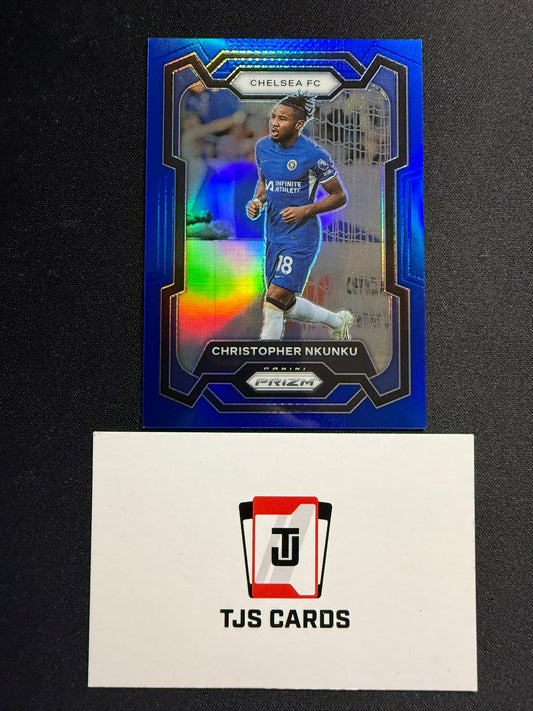 CHELSEA FC
INFINITE
ATHLETE
18
CHRISTOPHER NKUNKU
PANINI
PRIZM
TJ
TJS CARDS